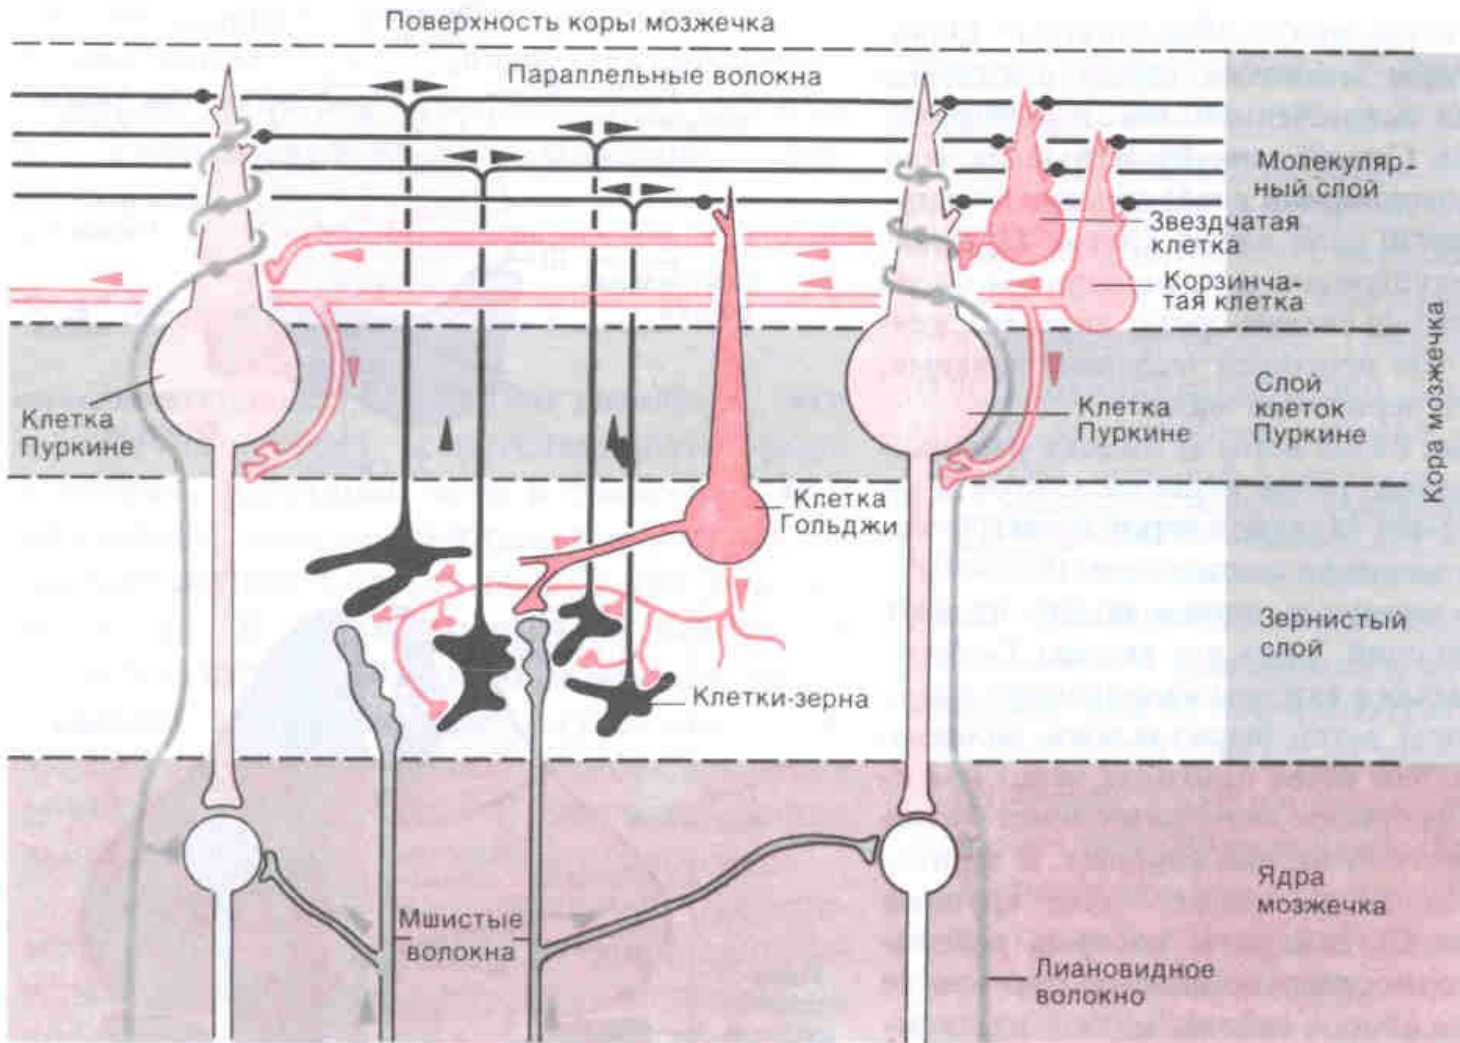 Поверхность коры мозжечка
Параллельные волокна
Молекуляр-
ный слой
Звездчатая
клетка
Корзинча-
тая клетка
Кора мозжечка
Клетка
Пуркине
Клетка
Пуркине
Слой
клеток
Пуркине
Клетка
Гольджи
Зернистый
слой
Клетки-зерна
Ядра
мозжечка
Мшистые
волокна
Лиановидное
волокно